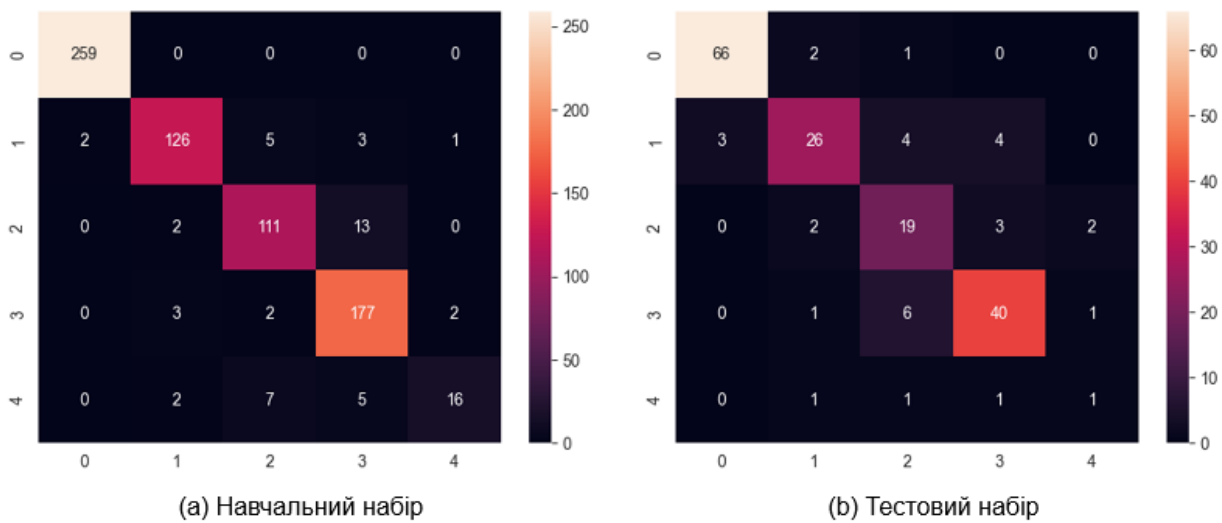 0 259 0 0 0 0 250
1 2 126 5 3 1 200
2 0 2 111 13 0 150
3 0 3 2 177 2 100
4 0 2 7 5 16 50
0
0 1 2 3 4
(a) Навчальний набір
0 66 2 1 0 0 60
1 3 26 4 4 0 50
2 0 2 19 3 2 40
3 0 1 6 40 1 30
4 0 1 1 1 1 20
10
0
0 1 2 3 4
(b) Тестовий набір